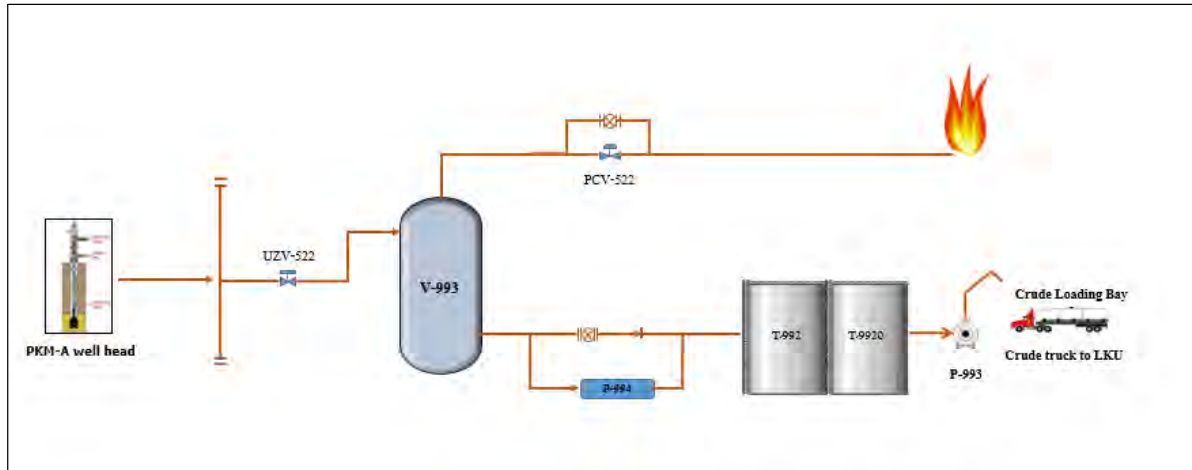 PCV-522
UZV-522
V-993
PKM-A well head
P-994
T-992
T-9920
P-993
Crude Loading Bay
Crude truck to LKU